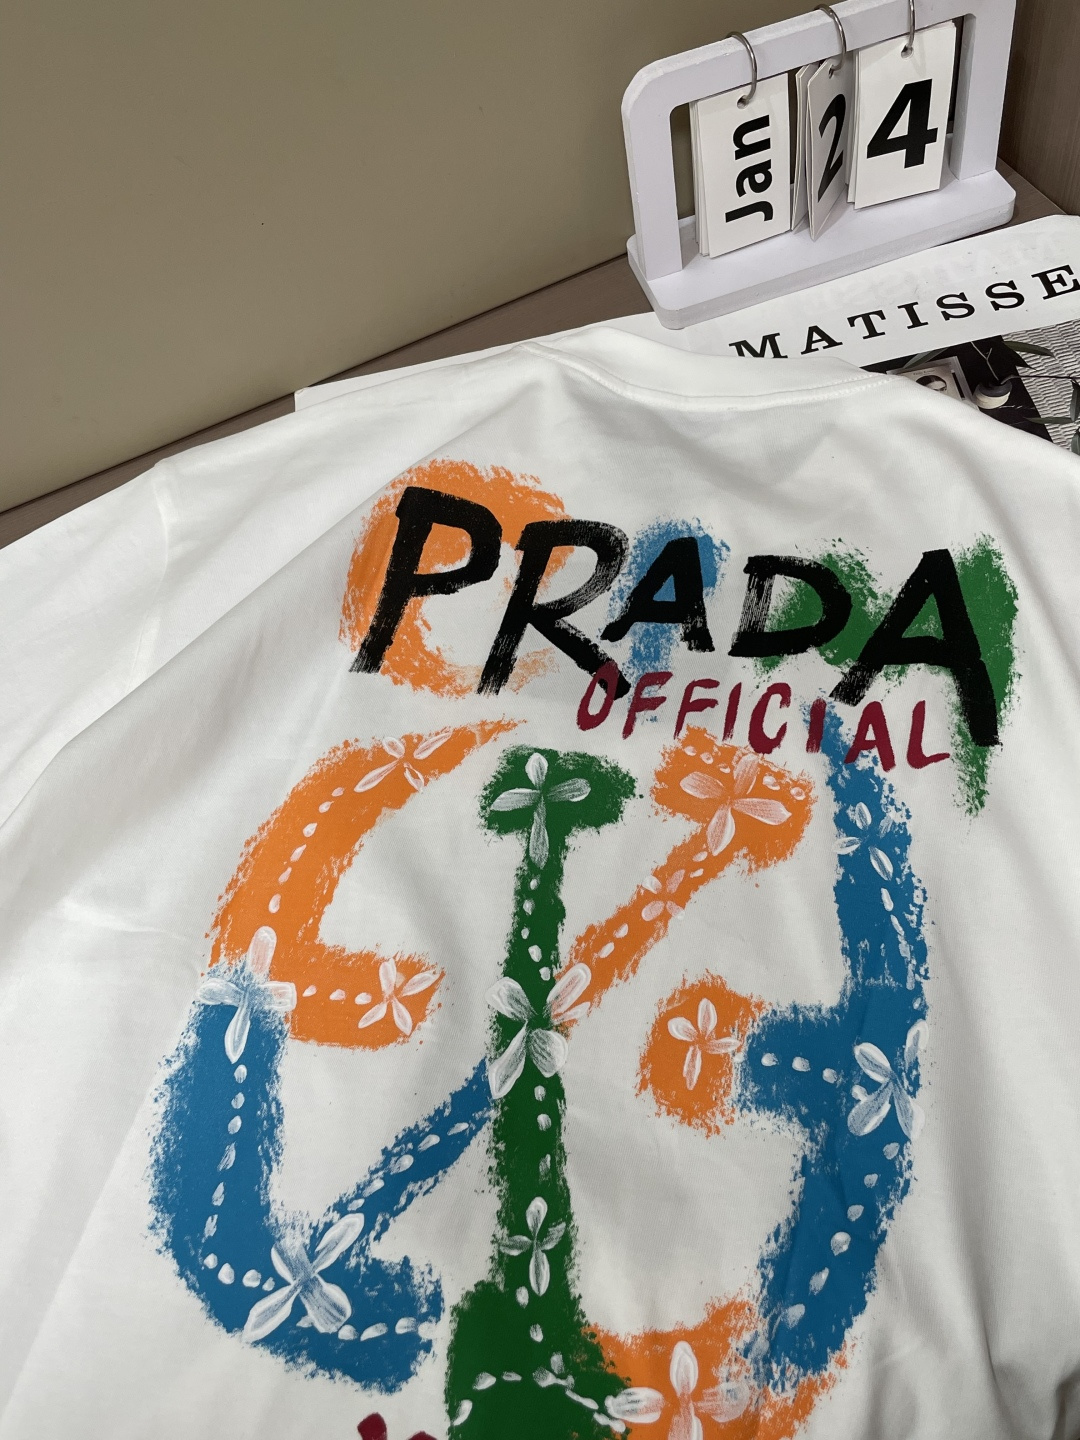 Jan 24
MATISSE
PRADA
OFFICIAL